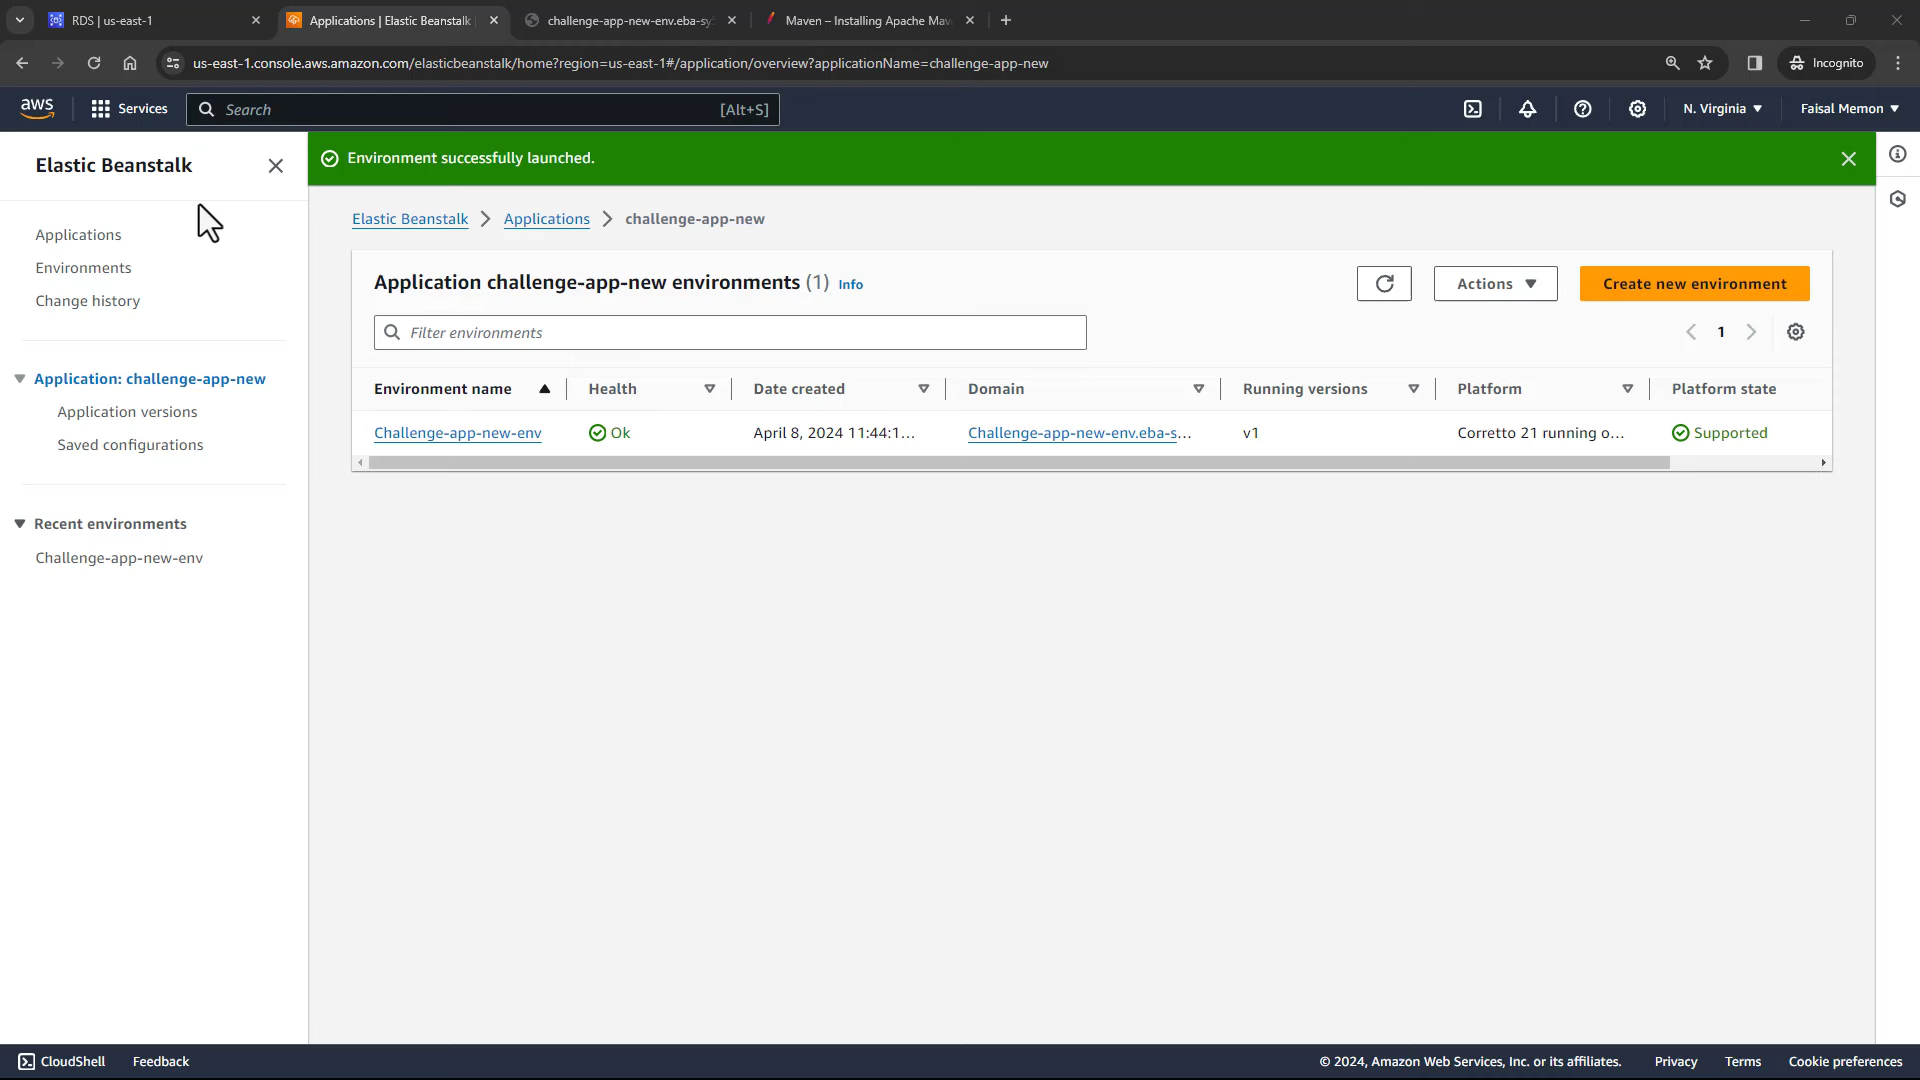 RDS | us-east-1
Applications | Elastic Beanstalk
challenge-app-new-env.eba-sy
Maven – Installing Apache Mav
us-east-1.console.aws.amazon.com/elasticbeanstalk/home?region=us-east-1#/application/overview?applicationName=challenge-app-new
Incognito
aws
Services
Search
[Alt+S]
N. Virginia
Faisal Memon
Elastic Beanstalk
Environment successfully launched.
Applications
Environments
Change history
Application: challenge-app-new
Application versions
Saved configurations
Recent environments
Challenge-app-new-env
Elastic Beanstalk
Applications
challenge-app-new
Application challenge-app-new environments (1) Info
Actions
Create new environment
Filter environments
1
Environment name
Health
Date created
Domain
Running versions
Platform
Platform state
Challenge-app-new-env
Ok
April 8, 2024 11:44:1...
Challenge-app-new-env.eba-s...
v1
Corretto 21 running o...
Supported
CloudShell
Feedback
© 2024, Amazon Web Services, Inc. or its affiliates.
Privacy
Terms
Cookie preferences